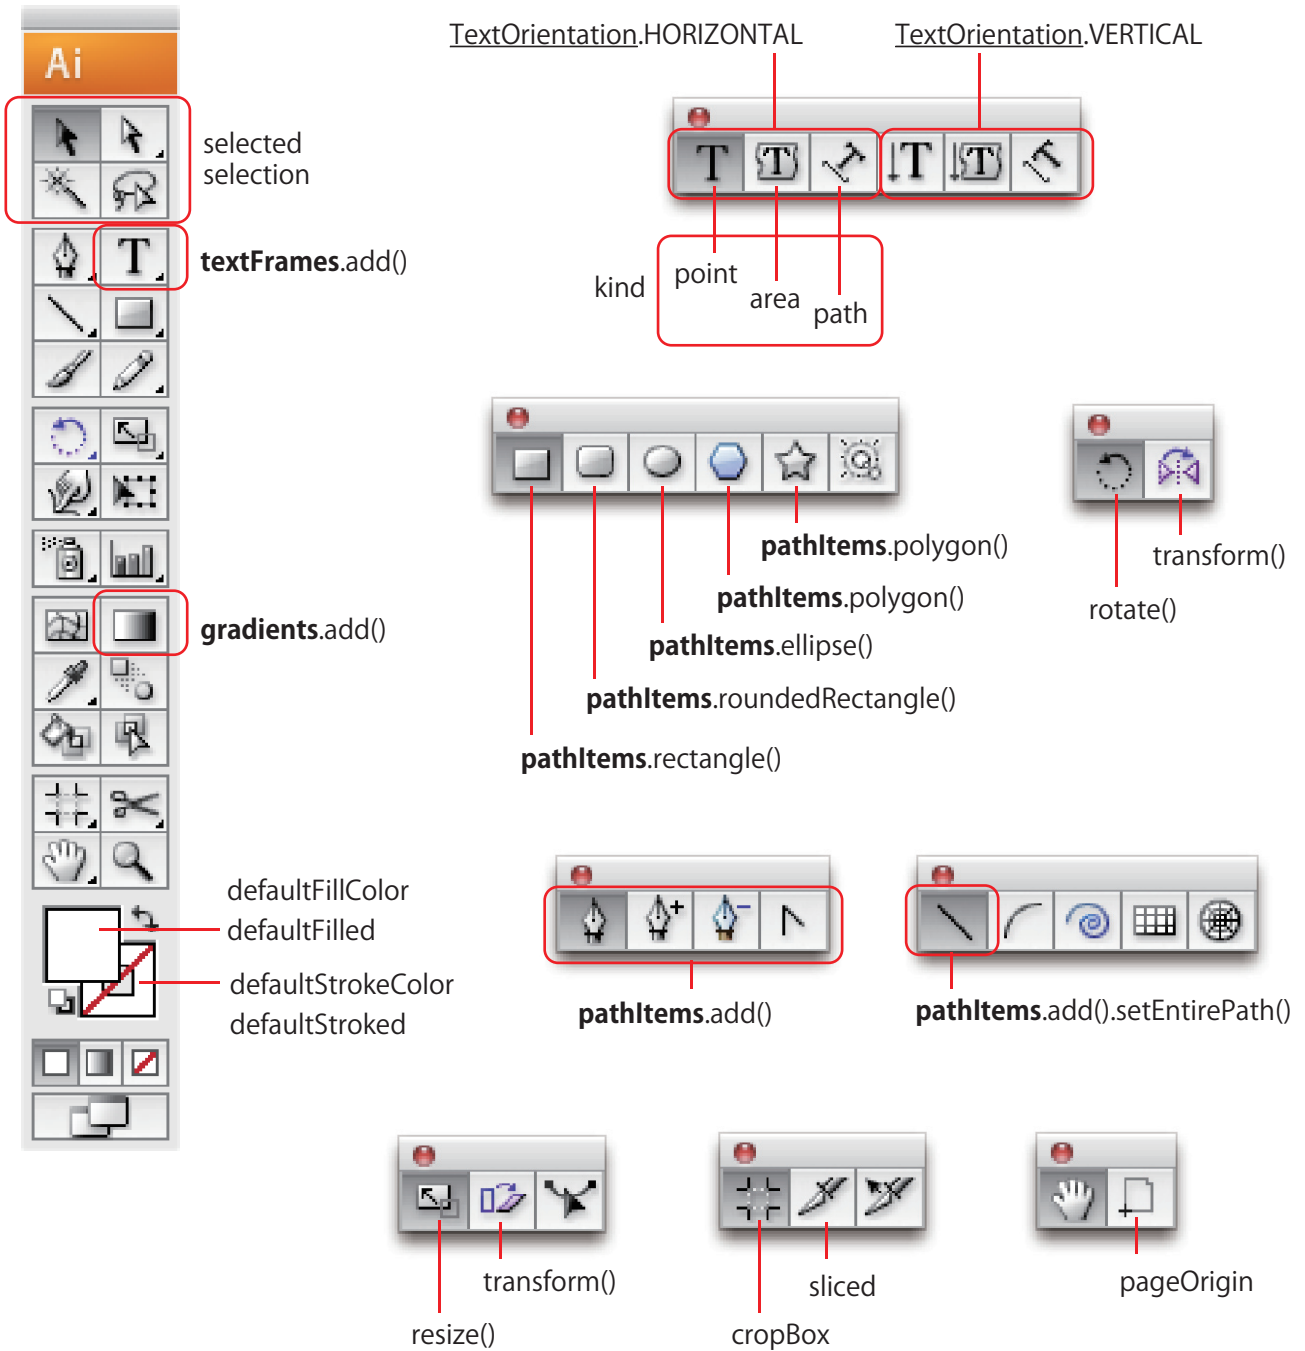 Ai
selected
selection
textFrames.add()
gradients.add()
defaultFillColor
defaultFilled
defaultStrokeColor
defaultStroked
TextOrientation.HORIZONTAL
TextOrientation.VERTICAL
kind
point
area
path
pathItems.polygon()
pathItems.polygon()
pathItems.ellipse()
pathItems.roundedRectangle()
pathItems.rectangle()
transform()
rotate()
pathItems.add()
pathItems.add().setEntirePath()
transform()
resize()
sliced
cropBox
pageOrigin